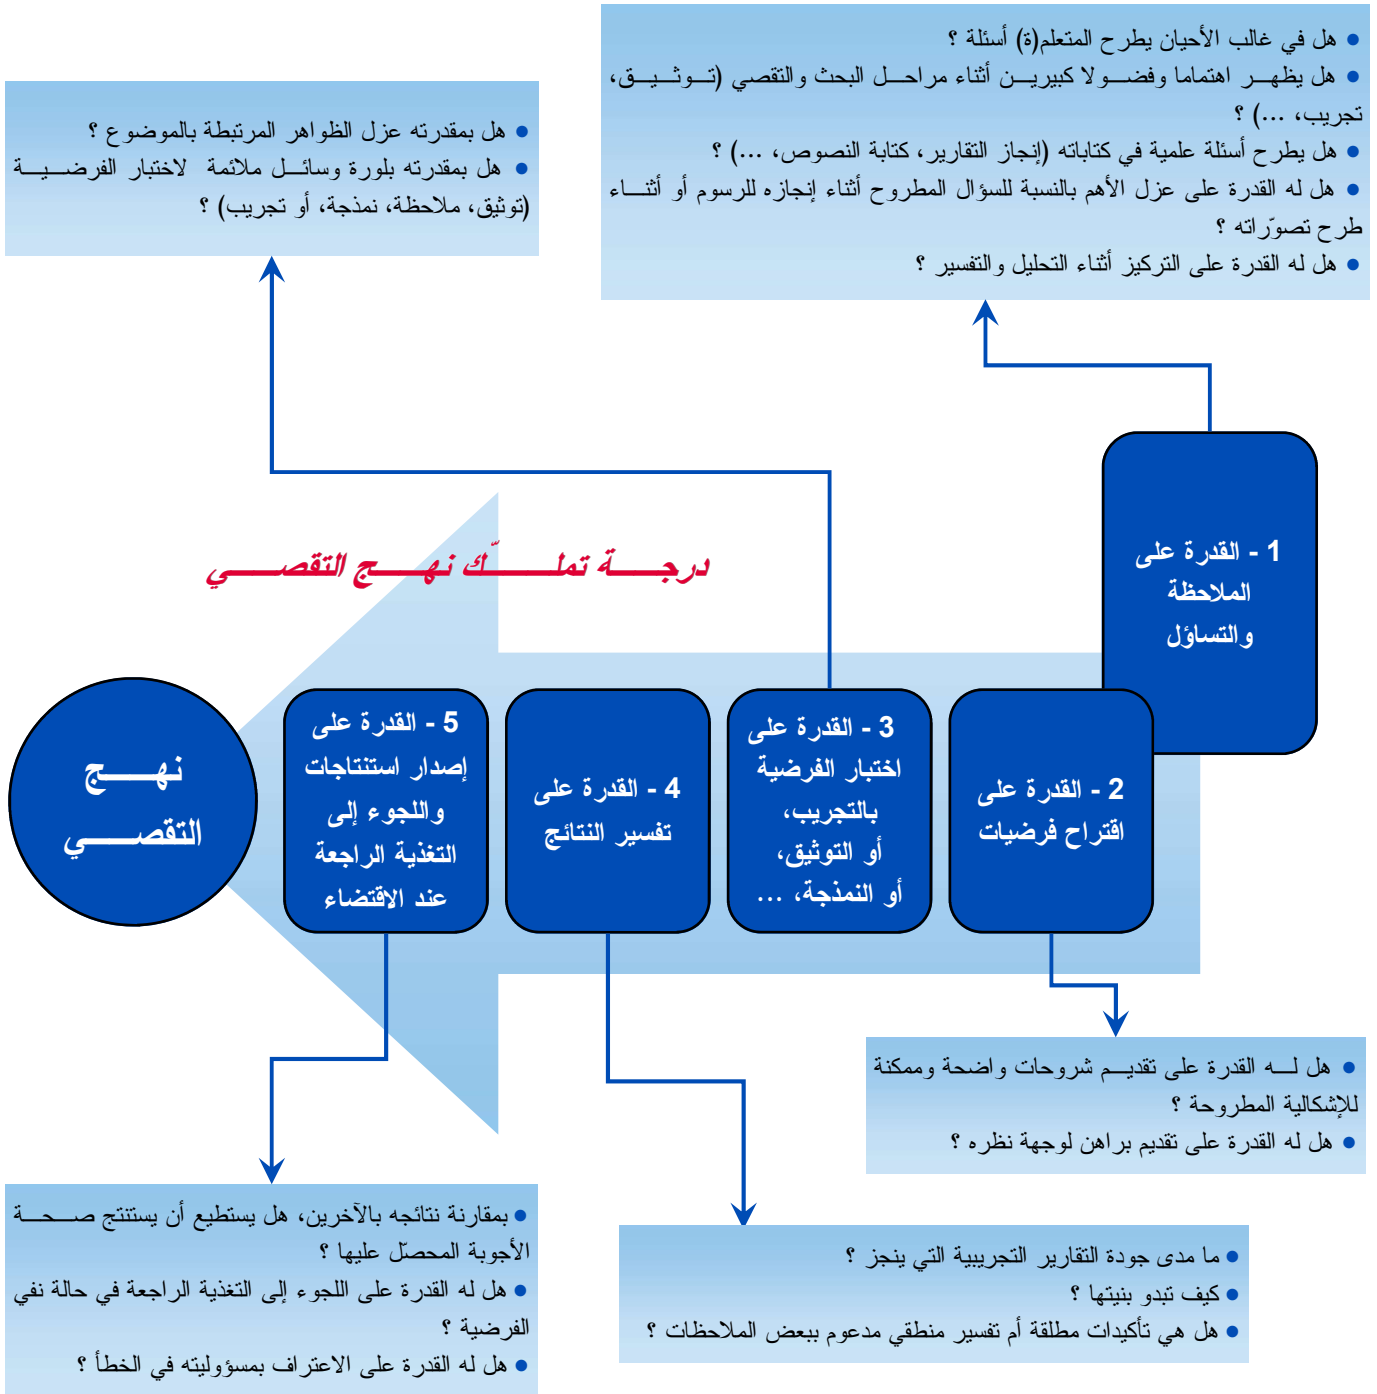 • هل في غالب الأحيان يطرح المتعلم(ة) أسئلة ؟
• هل يظهر اهتماما وفضولا كبيرين أثناء مراحل البحث والتقصي (توثيق،
تجريب، ...) ؟
• هل يطرح أسئلة علمية في كتاباته (إنجاز التقارير، كتابة النصوص، ...) ؟
• هل له القدرة على عزل الأهم بالنسبة للسؤال المطروح أثناء إنجازه للرسوم أو أثناء
طرح تصوّراته ؟
• هل له القدرة على التركيز أثناء التحليل والتفسير ؟
• هل بمقدرته عزل الظواهر المرتبطة بالموضوع ؟
• هل بمقدرته بلورة وسائل ملائمة لاختبار الفرضية
(توثيق، ملاحظة، نمذجة، أو تجريب) ؟
درجة تملّك نهج التقصي
1 - القدرة على
الملاحظة
والتساؤل
2 - القدرة على
اقتراح فرضيات
3 - القدرة على
اختبار الفرضية
بالتجريب،
أو التوثيق،
أو النمذجة، ...
4 - القدرة على
تفسير النتائج
5 - القدرة على
إصدار استنتاجات
واللجوء إلى
التغذية الراجعة
عند الاقتضاء
نهج
التقصي
• هل له القدرة على تقديم شروحات واضحة وممكنة
للإشكالية المطروحة ؟
• هل له القدرة على تقديم براهن لوجهة نظره ؟
• ما مدى جودة التقارير التجريبية التي ينجز ؟
• كيف تبدو بنيتها ؟
• هل هي تأكيدات مطلقة أم تفسير منطقي مدعوم ببعض الملاحظات ؟
• بمقارنة نتائجه بالآخرين، هل يستطيع أن يستنتج صحة
الأجوبة المحصّل عليها ؟
• هل له القدرة على اللجوء إلى التغذية الراجعة في حالة نفي
الفرضية ؟
• هل له القدرة على الاعتراف بمسؤوليته في الخطأ ؟